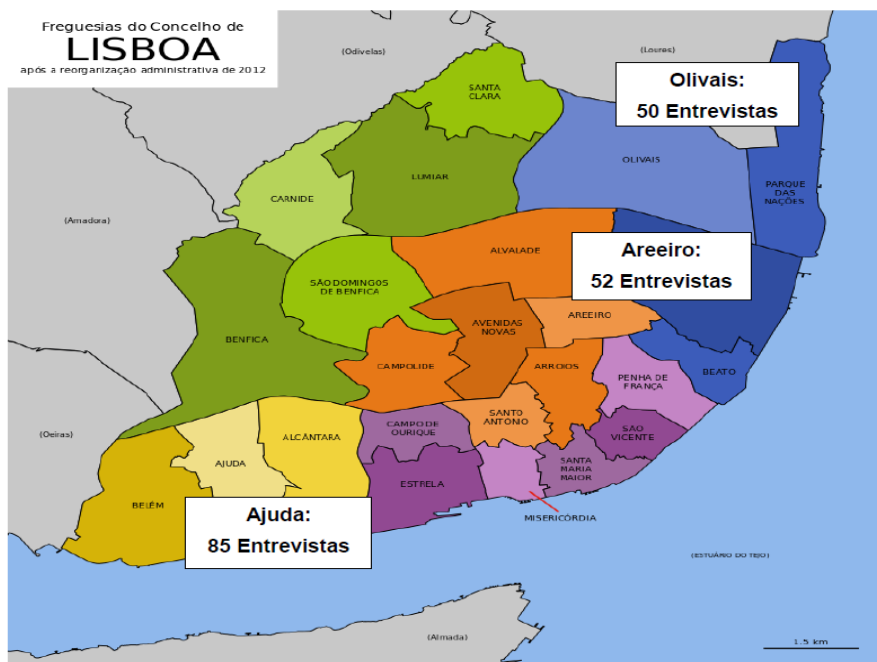 Freguesias do Concelho de
LISBOA
após a reorganização administrativa de 2012
(Odivelas)
(Loures)
Olivais:
50 Entrevistas
SANTA
CLARA
OLIVAIS
LUMIAR
PARQUE
DAS
NAÇÕES
CARNIDE
(Amadora)
ALVALADE
Areeiro:
52 Entrevistas
SÃO DOMINGOS
DE BENFICA
AREEIRO
AVENIDAS
NOVAS
BENFICA
CAMPOLIDE
ARROIOS
BEATO
PENHA DE
FRANÇA
SANTO
ANTÓNIO
CAMPO DE
OURIQUE
SÃO
VICENTE
(Oeiras)
ALCÂNTARA
AJUDA
SANTA
MARIA
MAIOR
ESTRELA
BELÉM
MISERICÓRDIA
Ajuda:
85 Entrevistas
(ESTUÁRIO DO TEJO)
(Almada)
1.5 km